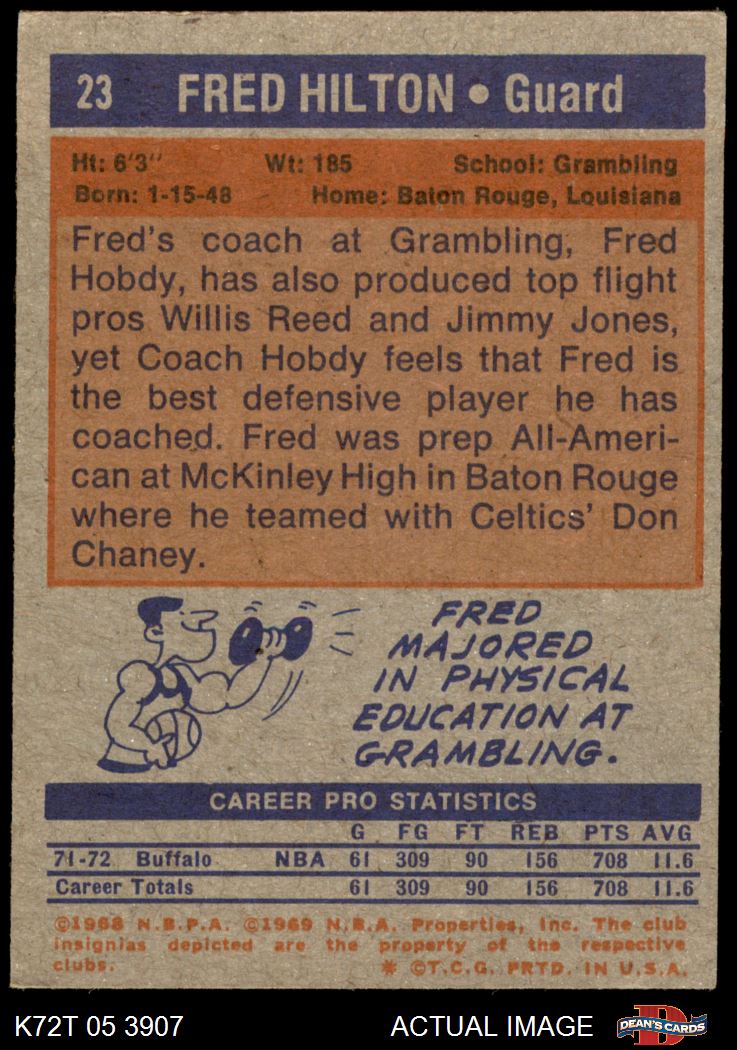 23 FRED HILTON • Guard
Ht: 6'3" Wt: 185 School: Grambling
Born: 1-15-48 Home: Baton Rouge, Louisiana
Fred's coach at Grambling, Fred
Hobdy, has also produced top flight
pros Willis Reed and Jimmy Jones,
yet Coach Hobdy feels that Fred is
the best defensive player he has
coached. Fred was prep All-Ameri-
can at McKinley High in Baton Rouge
where he teamed with Celtics' Don
Chaney.
FRED
MAJORED
IN PHYSICAL
EDUCATION AT
GRAMBLING.
CAREER PRO STATISTICS
G FG FT REB PTS AVG
71-72 Buffalo NBA 61 309 90 156 708 11.6
Career Totals 61 309 90 156 708 11.6
©1968 N.B.P.A. ©1969 N.B.A. Properties, Inc. The club
insignias depicted are the property of the respective
clubs. * ©T.C.G. PRTD. IN U.S.A.
K72T 05 3907 ACTUAL IMAGE D DEAN'S CARDS